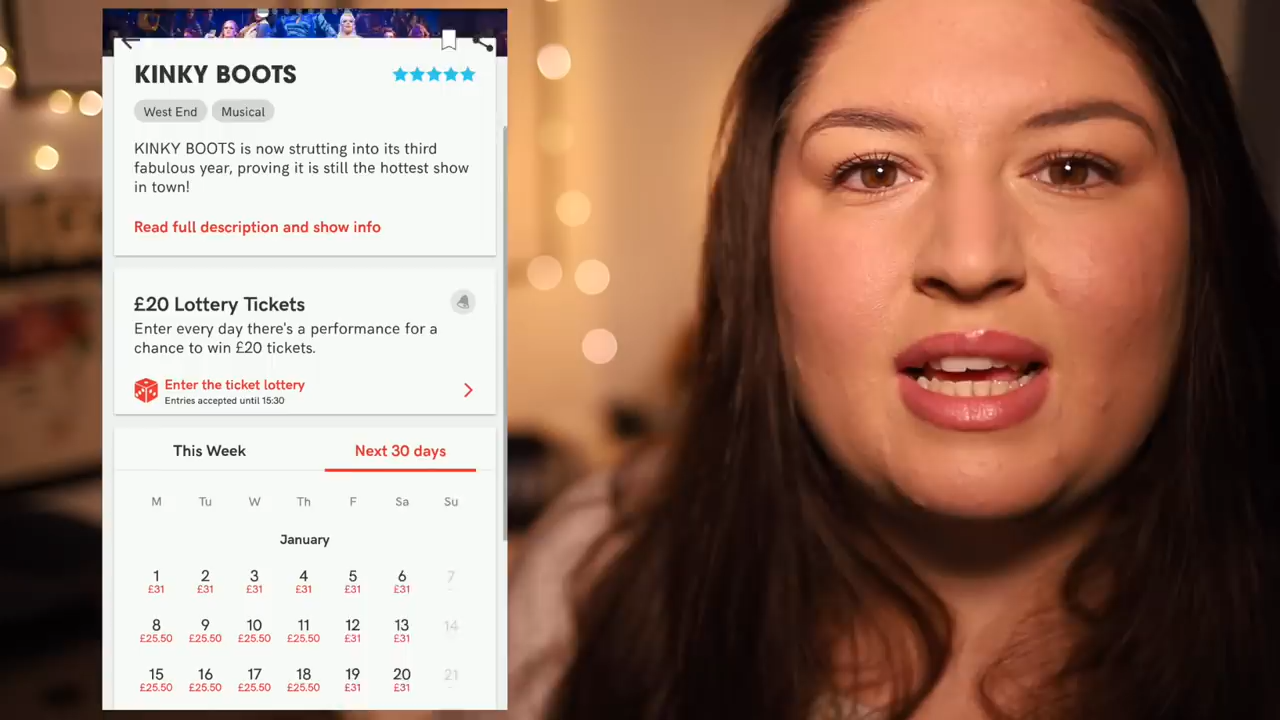 KINKY BOOTS
West End Musical
KINKY BOOTS is now strutting into its third
fabulous year, proving it is still the hottest show
in town!
Read full description and show info
£20 Lottery Tickets
Enter every day there's a performance for a
chance to win £20 tickets.
Enter the ticket lottery
Entries accepted until 15:30
This Week Next 30 days
M Tu W Th F Sa Su
January
1 2 3 4 5 6 7
£31 £31 £31 £31 £31 £31 -
8 9 10 11 12 13 14
£25.50 £25.50 £25.50 £25.50 £31 £31
15 16 17 18 19 20 21
£25.50 £25.50 £25.50 £25.50 £31 £31 -